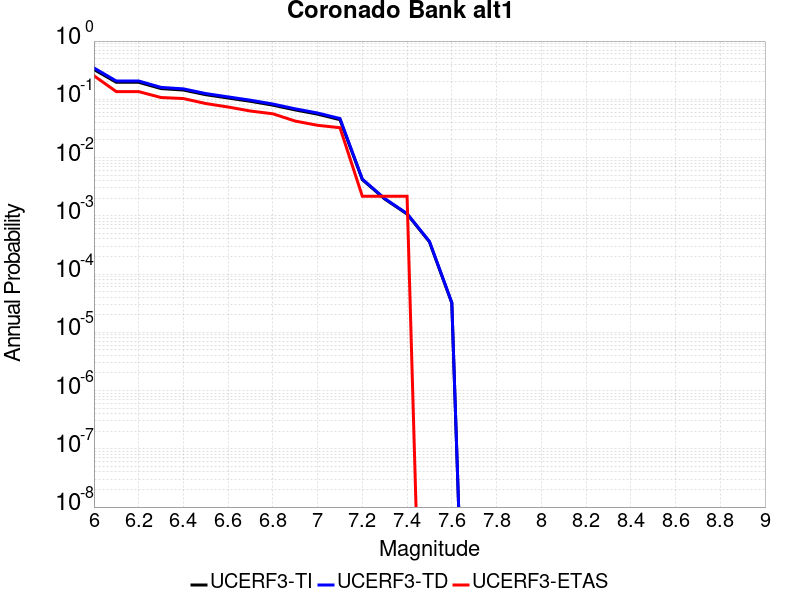 Coronado Bank alt1
10^0
10^-1
10^-2
10^-3
10^-4
10^-5
10^-6
10^-7
10^-8
Annual Probability
6 6.2 6.4 6.6 6.8 7 7.2 7.4 7.6 7.8 8 8.2 8.4 8.6 8.8 9
Magnitude
UCERF3-TI UCERF3-TD UCERF3-ETAS